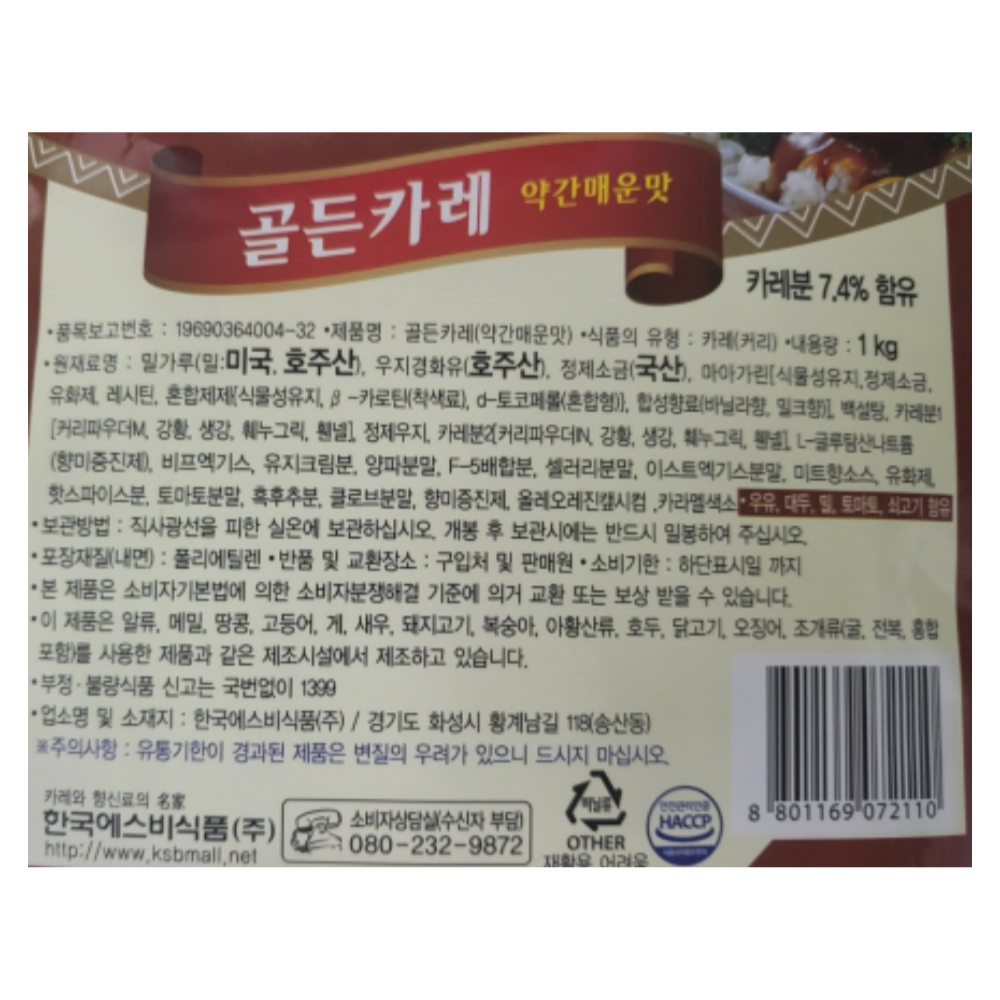 골든카레 약간매운맛
카레분 7.4% 함유
•품목보고번호 : 19690364004-32 •제품명 : 골든카레(약간매운맛) •식품의 유형 : 카레(커리) •내용량 : 1 kg
•원재료명 : 밀가루(밀:미국, 호주산), 우지경화유(호주산), 정제소금(국산), 마아가린[식물성유지,정제소금,
유화제, 레시틴, 혼합제제{식물성유지, β-카로틴(착색료), d-토코페롤(혼합형)}, 합성향료(바닐라향, 밀크향)], 백설탕, 카레분1
[커리파우더M, 강황, 생강, 훼누그릭, 휀넬], 정제우지, 카레분2[커리파우더IN, 강황, 생강, 훼누그릭, 휀넬], L-글루탐산나트륨
(향미증진제), 비프엑기스, 유지크림분, 양파분말, F-5배합분, 셀러리분말, 이스트엑기스분말, 미트향소스, 유화제,
핫스파이스분, 토마토분말, 흑후추분, 클로브분말, 향미증진제, 올레오레진캪시컴 ,카라멜색소 •우유, 대두, 밀, 토마토, 쇠고기 함유
•보관방법 : 직사광선을 피한 실온에 보관하십시오. 개봉 후 보관시에는 반드시 밀봉하여 주십시오.
•포장재질(내면) : 폴리에틸렌 •반품 및 교환장소 : 구입처 및 판매원 •소비기한 : 하단표시일 까지
•본 제품은 소비자기본법에 의한 소비자분쟁해결 기준에 의거 교환 또는 보상 받을 수 있습니다.
•이 제품은 알류, 메밀, 땅콩, 고등어, 게, 새우, 돼지고기, 복숭아, 아황산류, 호두, 닭고기, 오징어, 조개류(굴, 전복, 홍합
포함)를 사용한 제품과 같은 제조시설에서 제조하고 있습니다.
•부정·불량식품 신고는 국번없이 1399
•업소명 및 소재지 : 한국에스비식품(주) / 경기도 화성시 황계남길 118(송산동)
※주의사항 : 유통기한이 경과된 제품은 변질의 우려가 있으니 드시지 마십시오.
카레와 향신료의 名家
한국에스비식품(주)
http://www.ksbmall.net
소비자상담실(수신자 부담)
080-232-9872
비닐류
OTHER
재활용 어려움
안전관리인증
HACCP
8 801169 072110